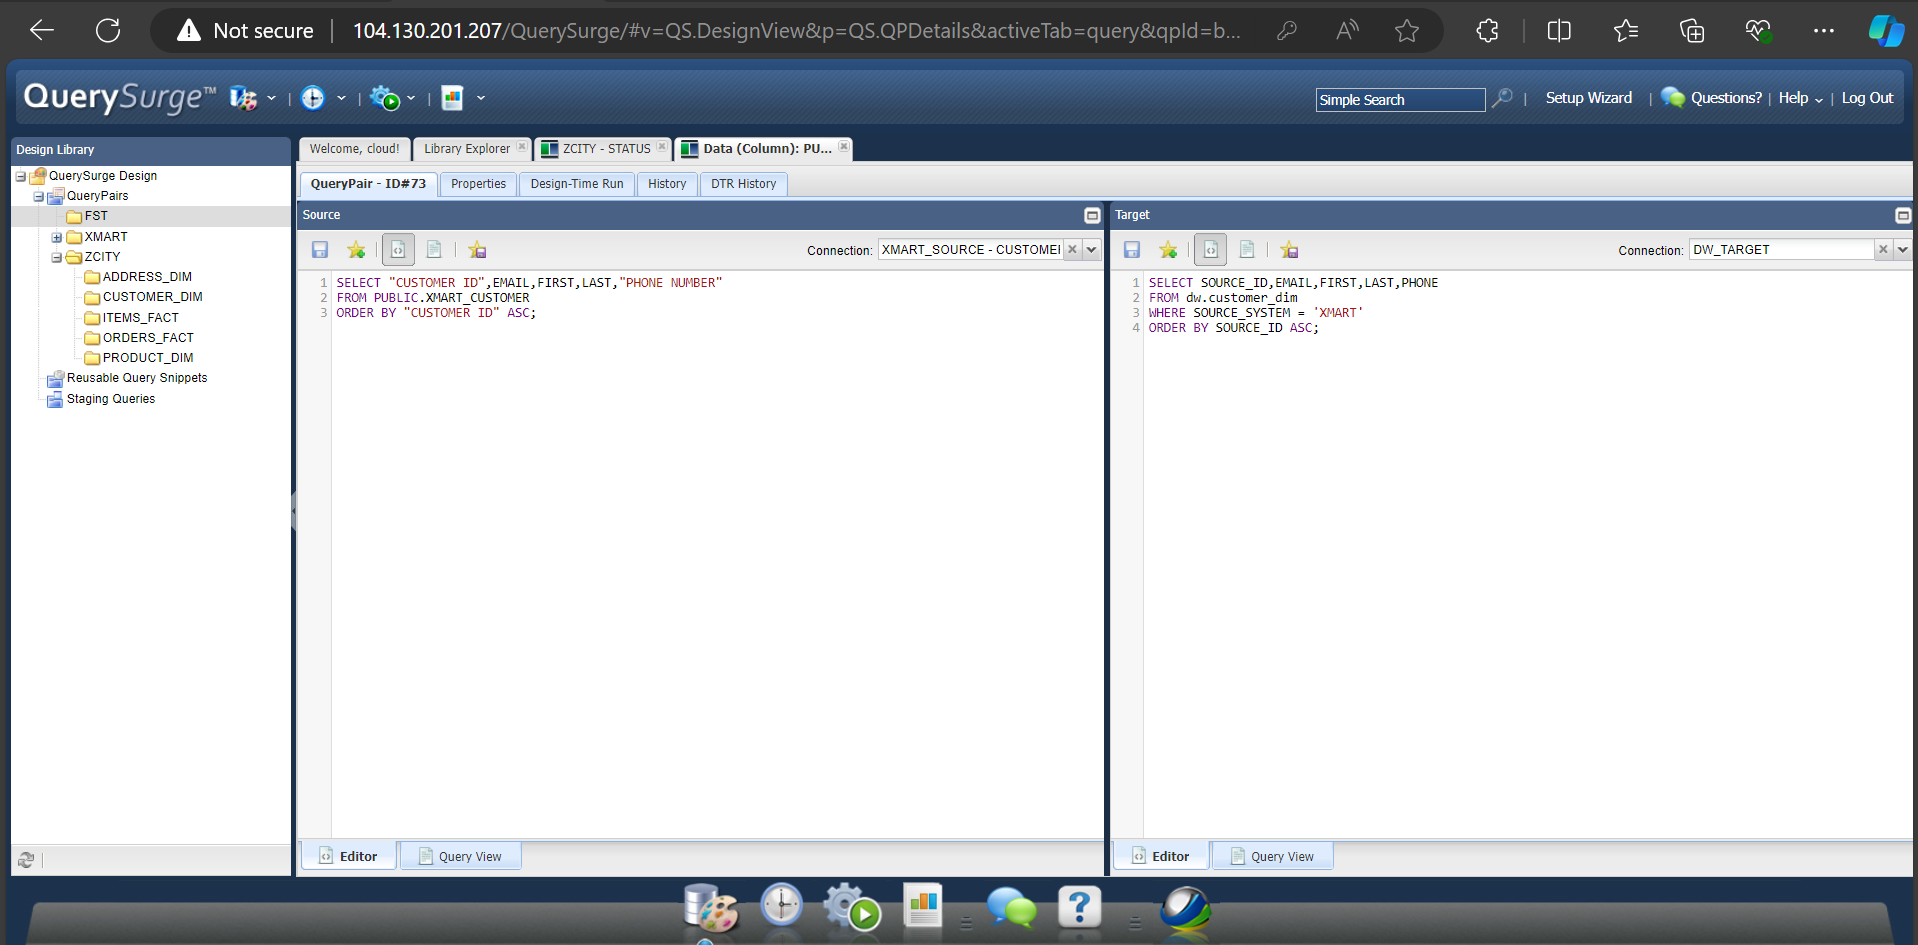 Not secure 104.130.201.207/QuerySurge/#v=QS.DesignView&p=QS.QPDetails&activeTab=query&qpId=b...
QuerySurge™
Simple Search
Setup Wizard | Questions? | Help | Log Out
Design Library
QuerySurge Design
QueryPairs
FST
XMART
ZCITY
ADDRESS_DIM
CUSTOMER_DIM
ITEMS_FACT
ORDERS_FACT
PRODUCT_DIM
Reusable Query Snippets
Staging Queries
Welcome, cloud! Library Explorer ZCITY - STATUS Data (Column): PU...
QueryPair - ID#73 Properties Design-Time Run History DTR History
Source
Connection: XMART_SOURCE - CUSTOMER
1 SELECT "CUSTOMER ID",EMAIL,FIRST,LAST,"PHONE NUMBER"
2 FROM PUBLIC.XMART_CUSTOMER
3 ORDER BY "CUSTOMER ID" ASC;
Editor Query View
Target
Connection: DW_TARGET
1 SELECT SOURCE_ID,EMAIL,FIRST,LAST,PHONE
2 FROM dw.customer_dim
3 WHERE SOURCE_SYSTEM = 'XMART'
4 ORDER BY SOURCE_ID ASC;
Editor Query View